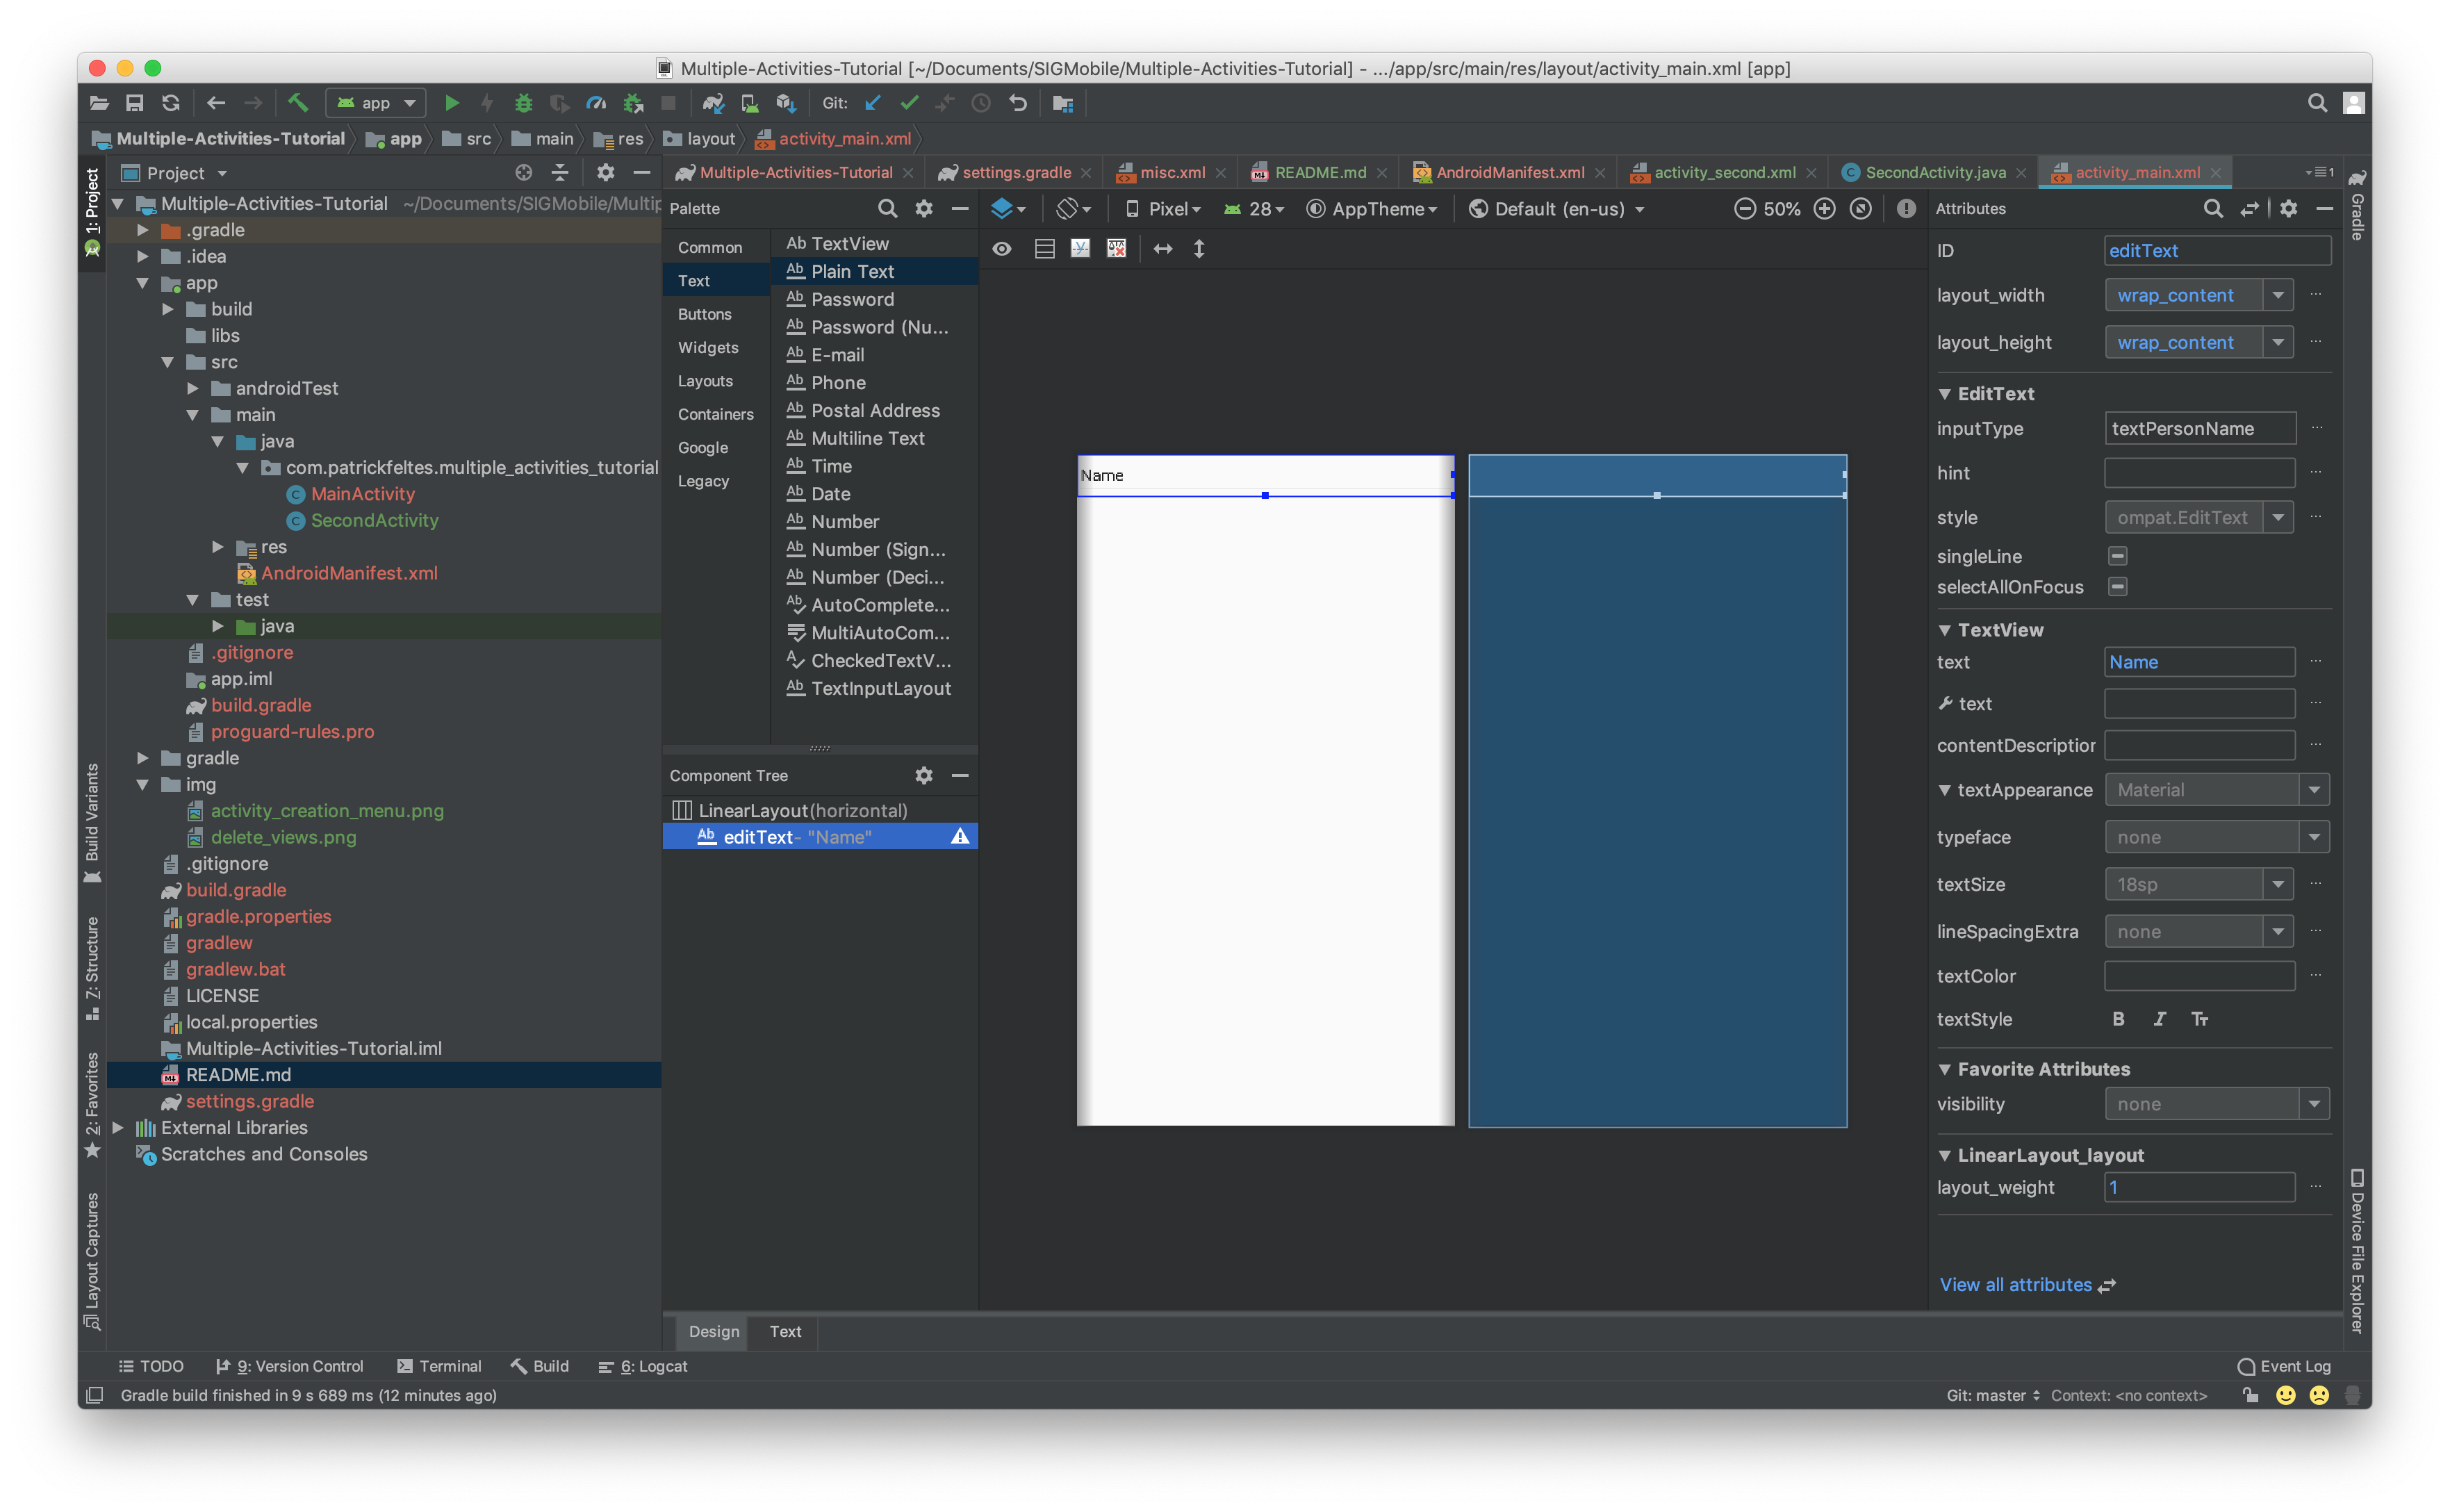 Multiple-Activities-Tutorial [~/Documents/SIGMobile/Multiple-Activities-Tutorial] - .../app/src/main/res/layout/activity_main.xml [app]
app
Git:
Multiple-Activities-Tutorial app src main res layout activity_main.xml
Project
Multiple-Activities-Tutorial settings.gradle misc.xml README.md AndroidManifest.xml activity_second.xml SecondActivity.java activity_main.xml
1: Project
Build Variants
7: Structure
2: Favorites
Layout Captures
Multiple-Activities-Tutorial ~/Documents/SIGMobile/Multip
.gradle
.idea
app
build
libs
src
androidTest
main
java
com.patrickfeltes.multiple_activities_tutorial
MainActivity
SecondActivity
res
AndroidManifest.xml
test
java
.gitignore
app.iml
build.gradle
proguard-rules.pro
gradle
img
activity_creation_menu.png
delete_views.png
.gitignore
build.gradle
gradle.properties
gradlew
gradlew.bat
LICENSE
local.properties
Multiple-Activities-Tutorial.iml
README.md
settings.gradle
External Libraries
Scratches and Consoles
Palette
Common
Text
Buttons
Widgets
Layouts
Containers
Google
Legacy
Ab TextView
Ab Plain Text
Ab Password
Ab Password (Nu...
Ab E-mail
Ab Phone
Ab Postal Address
Ab Multiline Text
Ab Time
Ab Date
Ab Number
Ab Number (Sign...
Ab Number (Deci...
Ab AutoComplete...
MultiAutoCom...
A CheckedTextV...
Ab TextInputLayout
Component Tree
LinearLayout(horizontal)
Ab editText- "Name"
Pixel 28 AppTheme Default (en-us) 50%
Name
Attributes
ID editText
layout_width wrap_content ...
layout_height wrap_content ...
EditText
inputType textPersonName ...
hint ...
style ompat.EditText ...
singleLine
selectAllOnFocus
TextView
text Name ...
text ...
contentDescription ...
textAppearance Material
typeface none
textSize 18sp ...
lineSpacingExtra none ...
textColor ...
textStyle B I Tт
Favorite Attributes
visibility none
LinearLayout_layout
layout_weight 1 ...
View all attributes
Gradle
Device File Explorer
Design Text
TODO 9: Version Control Terminal Build 6: Logcat Event Log
Gradle build finished in 9 s 689 ms (12 minutes ago) Git: master Context: <no context>